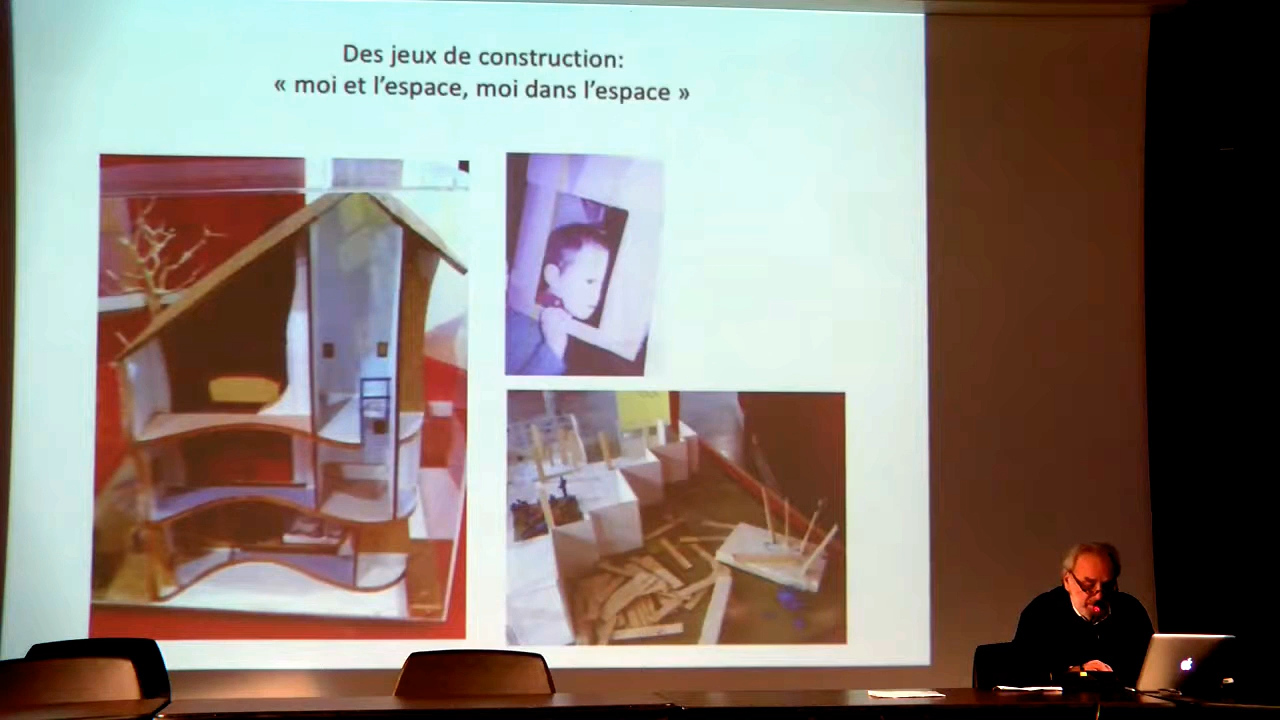 Des jeux de construction:
« moi et l'espace, moi dans l'espace »